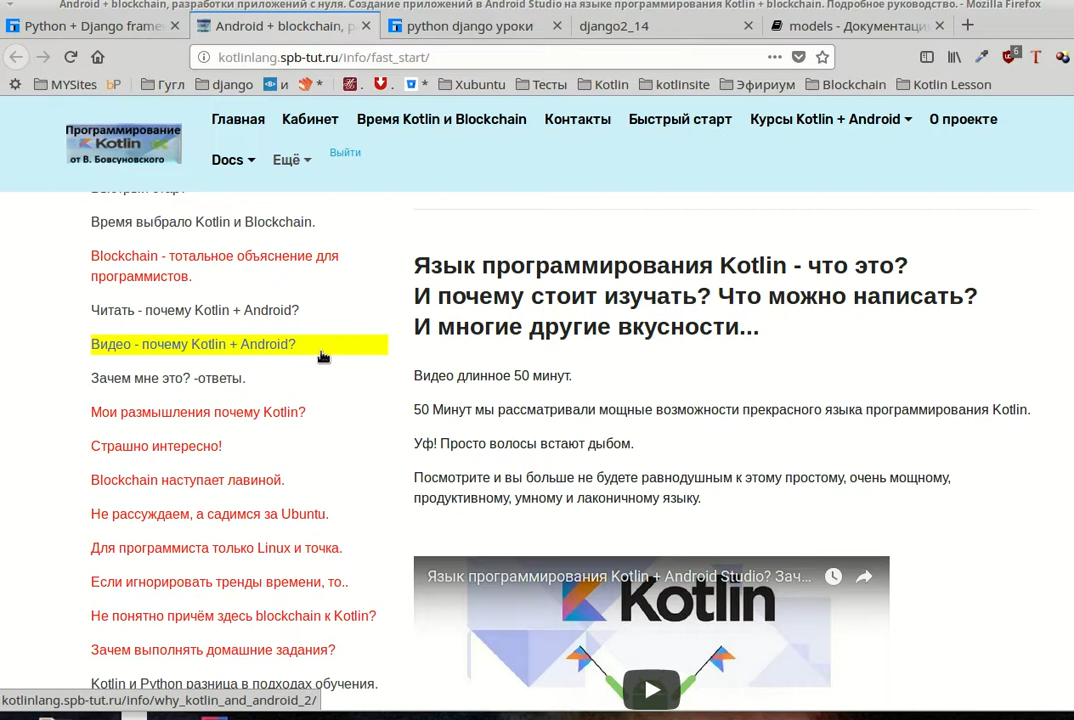 Android + blockchain, разработки приложений с нуля. Создание приложений в Android Studio на языке программирования Kotlin + blockchain. Подробное руководство. - Mozilla Firefox
Python + Django frame
Android + blockchain, р
python django уроки
django2_14
models - Документаци
kotlinlang.spb-tut.ru/info/fast_start/
6
MYSites
bP
Гугл
django
и
*
Xubuntu
Тесты
Kotlin
kotlinsite
Эфириум
Blockchain
Kotlin Lesson
Программирование
Kotlin
от В. Бовсуновского
Главная
Кабинет
Время Kotlin и Blockchain
Контакты
Быстрый старт
Курсы Kotlin + Android
О проекте
Docs
Ещё
Выйти
Быстрый старт
Время выбрало Kotlin и Blockchain.
Blockchain - тотальное объяснение для
программистов.
Читать - почему Kotlin + Android?
Видео - почему Kotlin + Android?
Зачем мне это? -ответы.
Мои размышления почему Kotlin?
Страшно интересно!
Blockchain наступает лавиной.
Не рассуждаем, а садимся за Ubuntu.
Для программиста только Linux и точка.
Если игнорировать тренды времени, то..
Не понятно причём здесь blockchain к Kotlin?
Зачем выполнять домашние задания?
Kotlin и Python разница в подходах обучения.
Язык программирования Kotlin - что это?
И почему стоит изучать? Что можно написать?
И многие другие вкусности...
Видео длинное 50 минут.
50 Минут мы рассматривали мощные возможности прекрасного языка программирования Kotlin.
Уф! Просто волосы встают дыбом.
Посмотрите и вы больше не будете равнодушным к этому простому, очень мощному,
продуктивному, умному и лаконичному языку.
Язык программирования Kotlin + Android Studio? Зач...
Kotlin
kotlinlang.spb-tut.ru/info/why_kotlin_and_android_2/